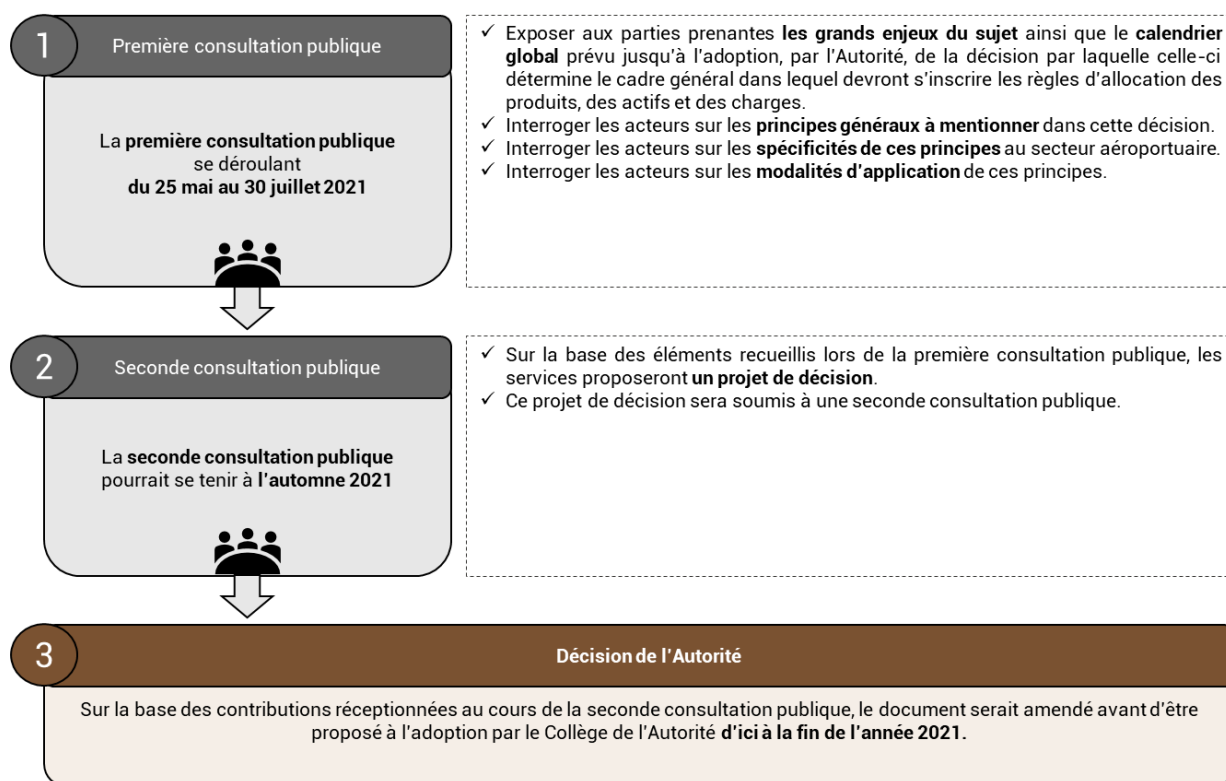 1
Première consultation publique
La première consultation publique
se déroulant
du 25 mai au 30 juillet 2021
✓ Exposer aux parties prenantes les grands enjeux du sujet ainsi que le calendrier
global prévu jusqu'à l'adoption, par l'Autorité, de la décision par laquelle celle-ci
détermine le cadre général dans lequel devront s'inscrire les règles d'allocation des
produits, des actifs et des charges.
✓ Interroger les acteurs sur les principes généraux à mentionner dans cette décision.
✓ Interroger les acteurs sur les spécificités de ces principes au secteur aéroportuaire.
✓ Interroger les acteurs sur les modalités d'application de ces principes.
2
Seconde consultation publique
La seconde consultation publique
pourrait se tenir à l'automne 2021
✓ Sur la base des éléments recueillis lors de la première consultation publique, les
services proposeront un projet de décision.
✓ Ce projet de décision sera soumis à une seconde consultation publique.
3
Décision de l'Autorité
Sur la base des contributions réceptionnées au cours de la seconde consultation publique, le document serait amendé avant d'être
proposé à l'adoption par le Collège de l'Autorité d'ici à la fin de l'année 2021.